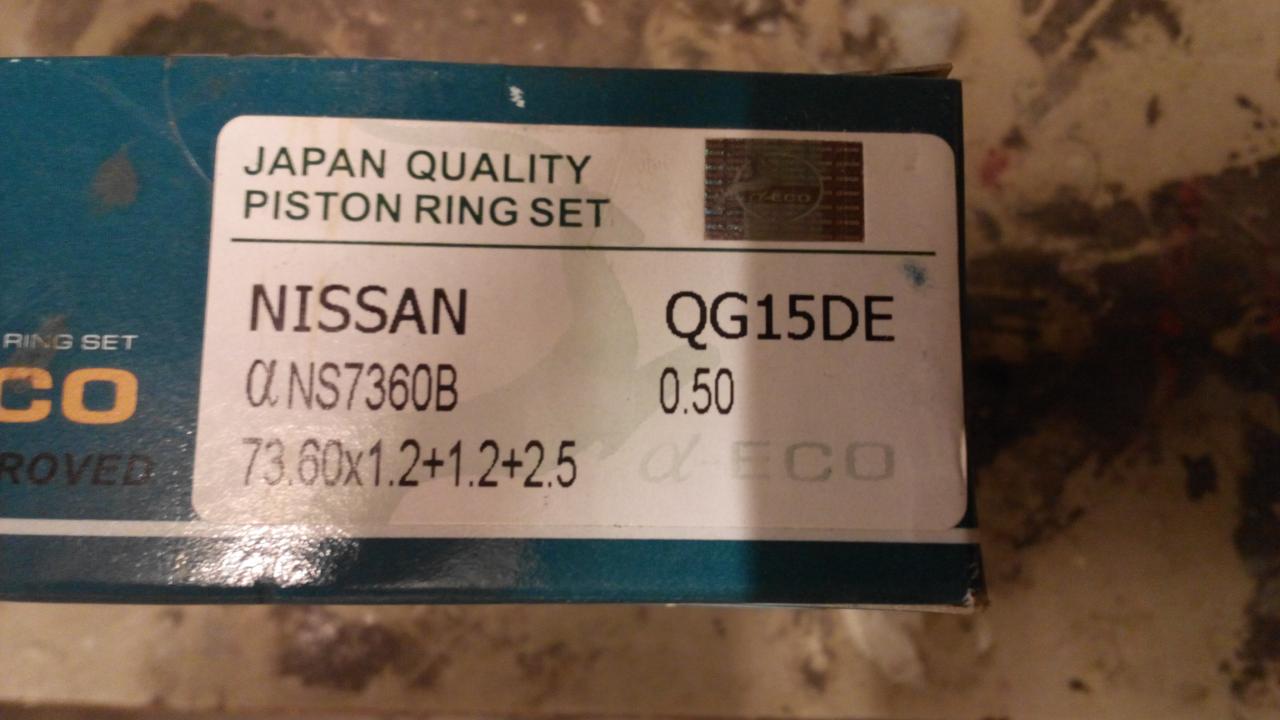 JAPAN QUALITY
PISTON RING SET
α-ECO
NISSAN QG15DE
αNS7360B 0.50
73.60x1.2+1.2+2.5
α-ECO
RING SET
CO
ROVED